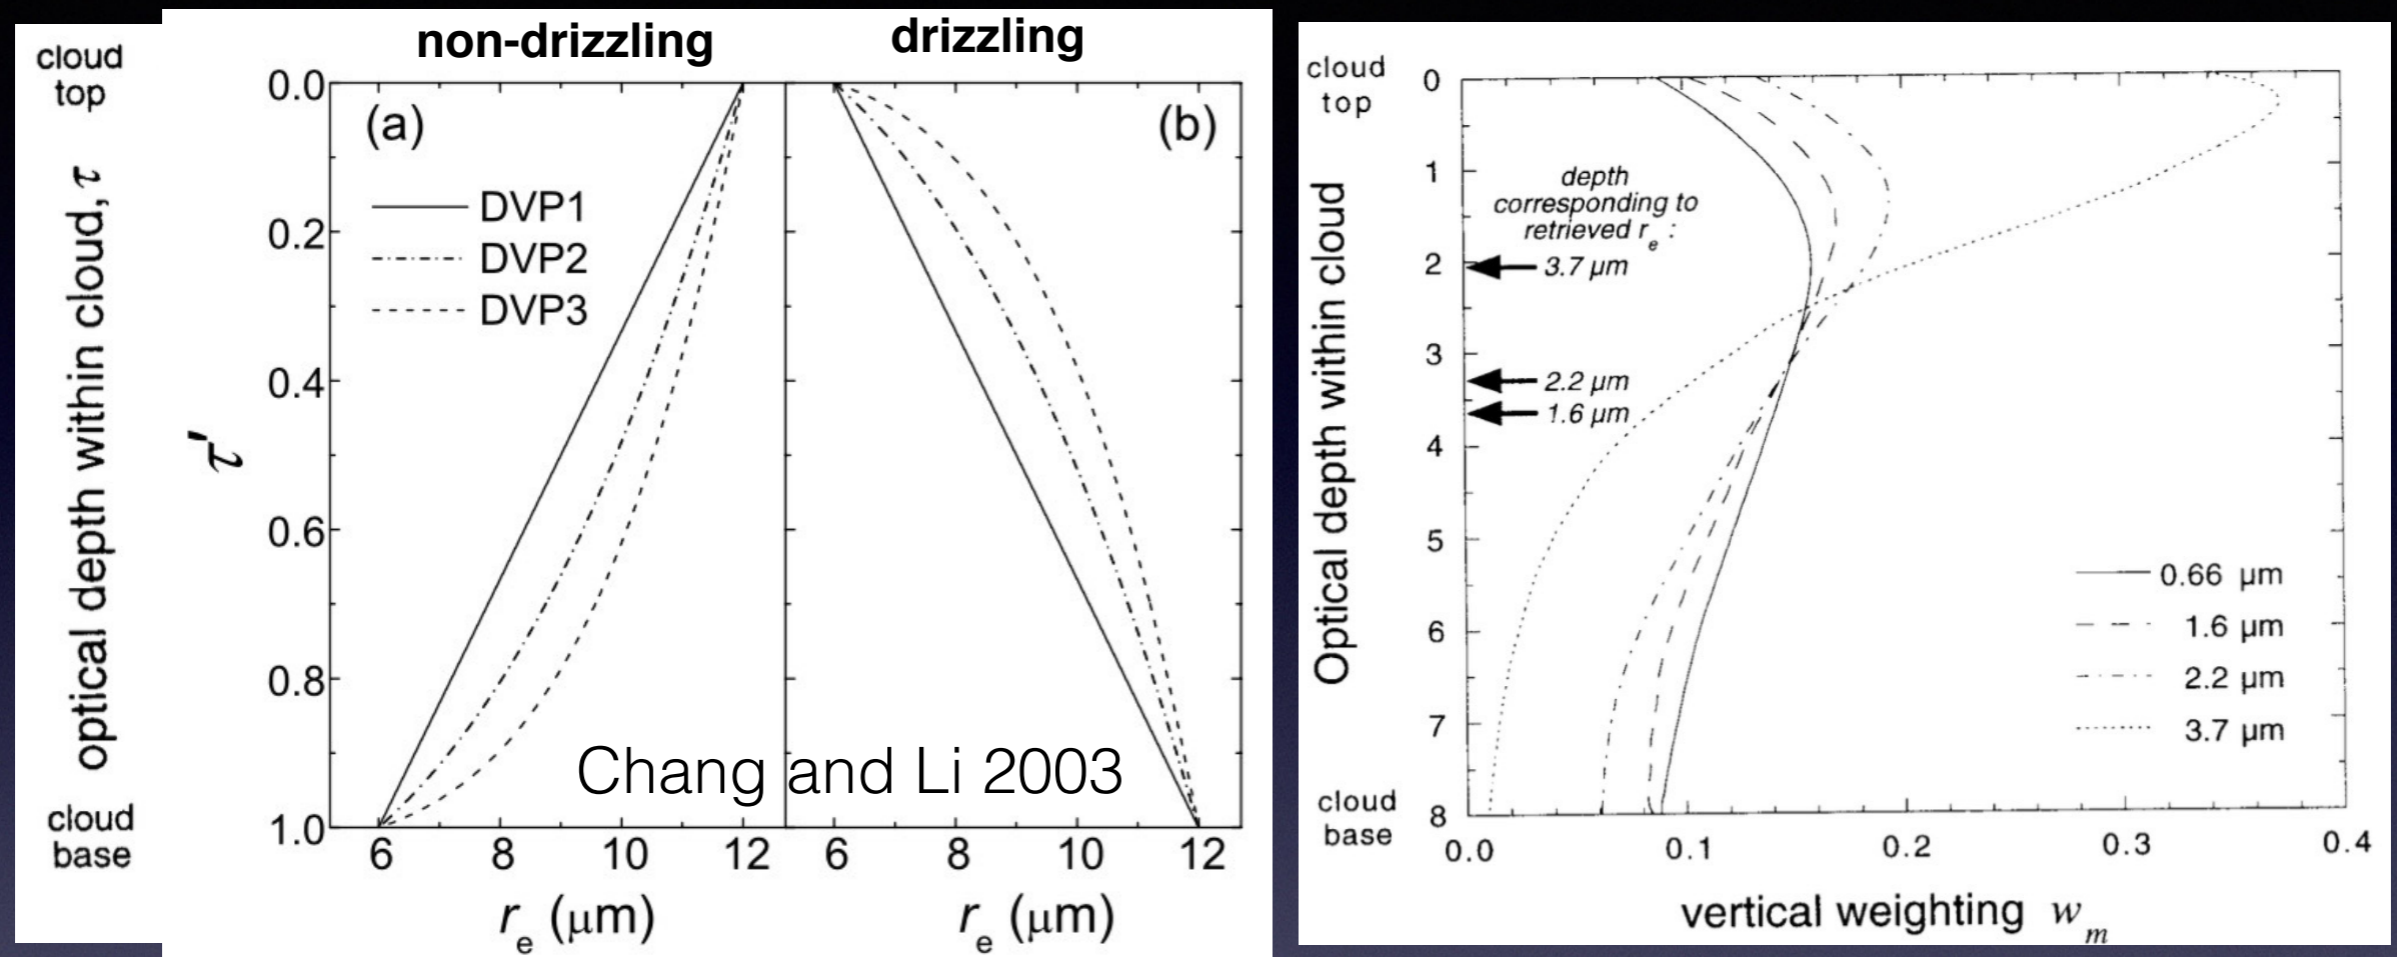 cloud
top
optical depth within cloud, τ
cloud
base
non-drizzling
drizzling
(a)
(b)
DVP1
DVP2
DVP3
τ'
0.0
0.2
0.4
0.6
0.8
1.0
6 8 10 12
6 8 10 12
re (μm)
re (μm)
Chang and Li 2003
cloud
top
Optical depth within cloud
cloud
base
0
1
2
3
4
5
6
7
8
depth
corresponding to
retrieved re :
3.7 μm
2.2 μm
1.6 μm
0.66 μm
1.6 μm
2.2 μm
3.7 μm
0.0 0.1 0.2 0.3 0.4
vertical weighting wm